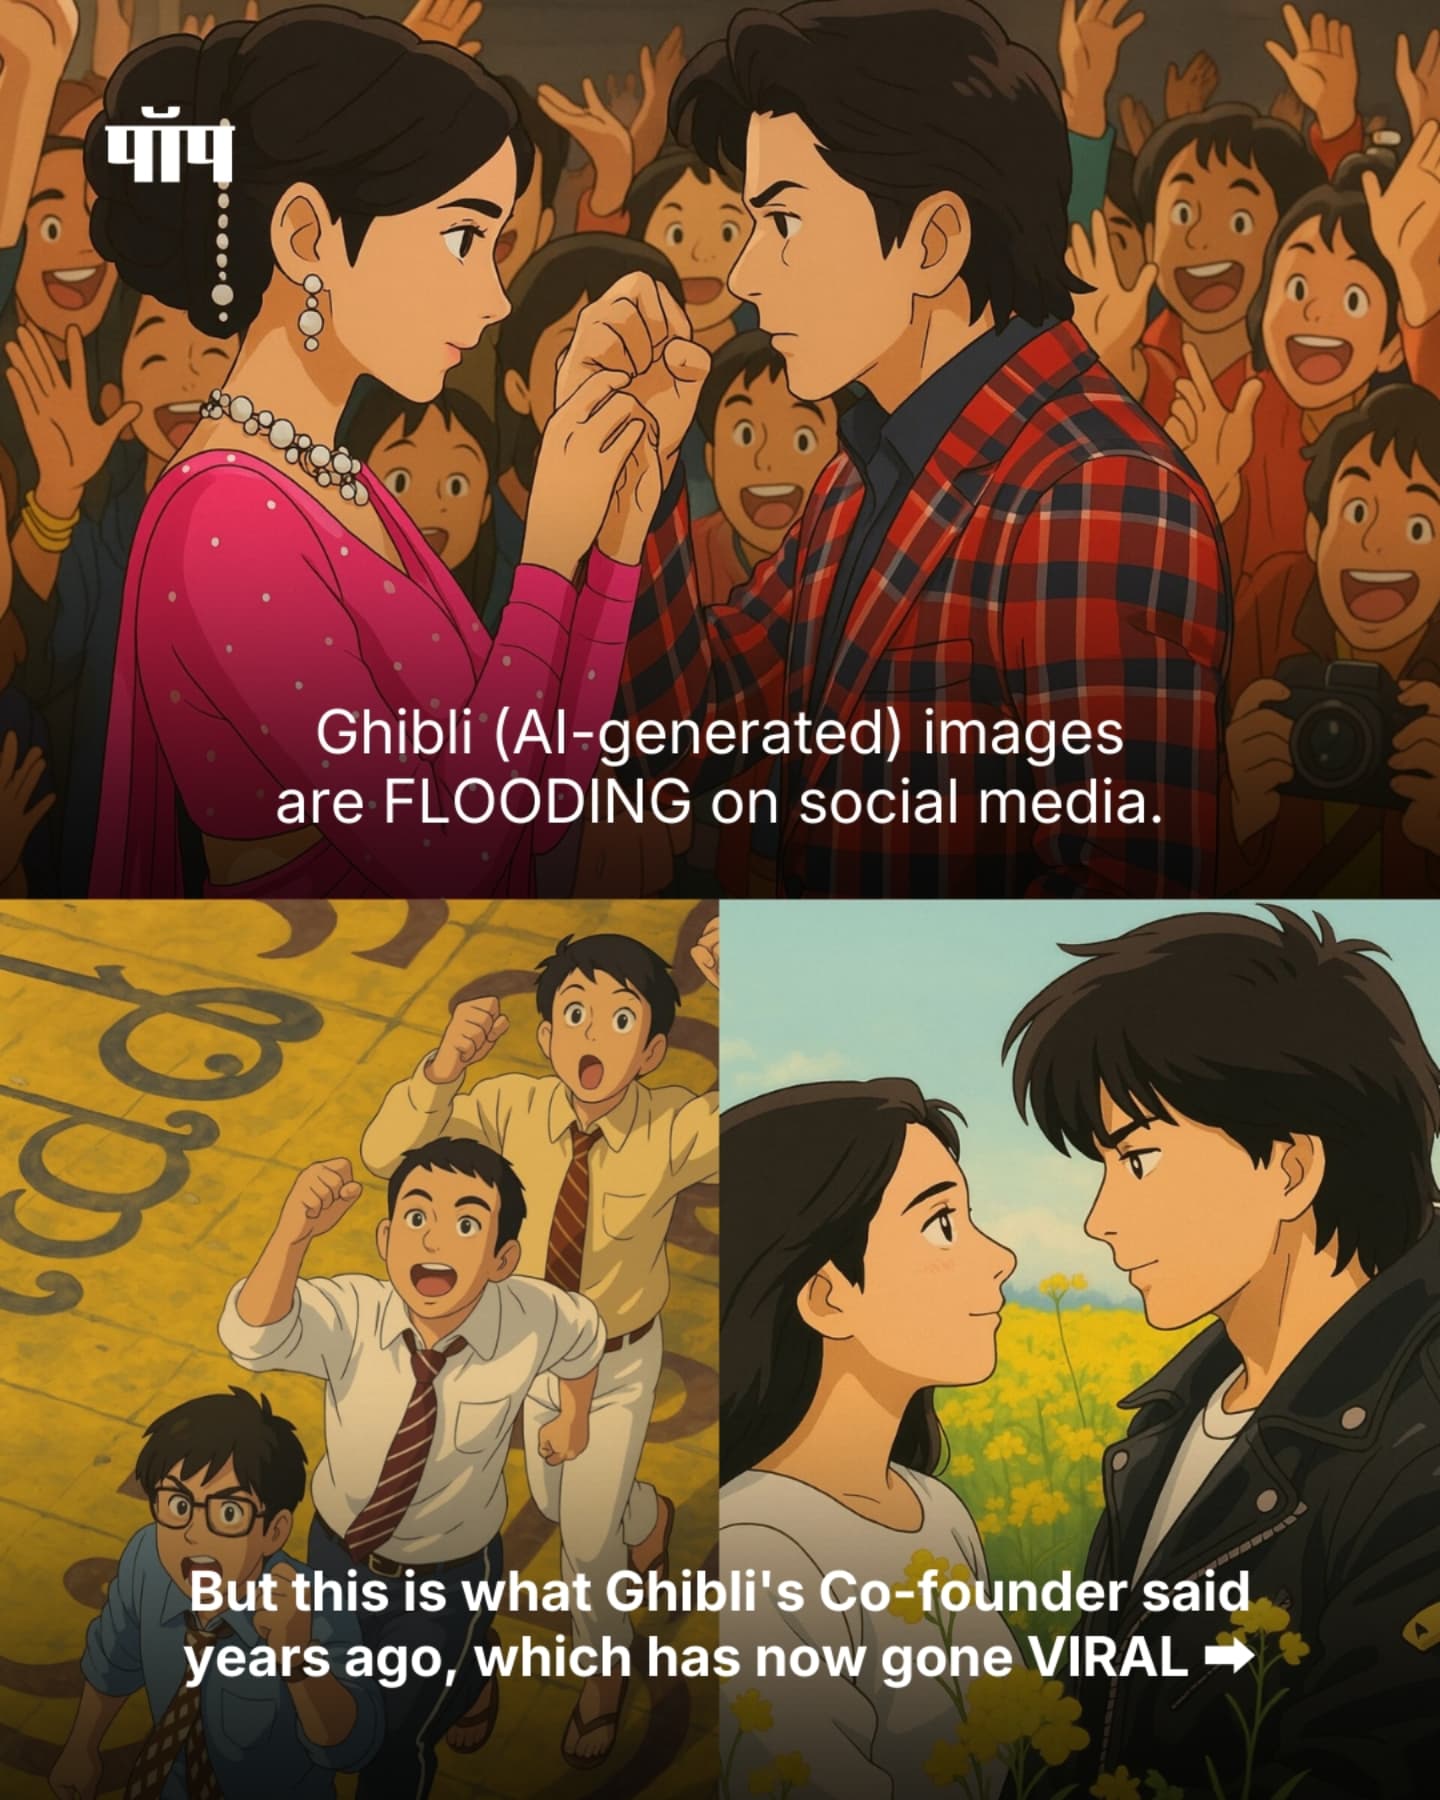 पॉप
Ghibli (AI-generated) images
are FLOODING on social media.
But this is what Ghibli's Co-founder said
years ago, which has now gone VIRAL ➡